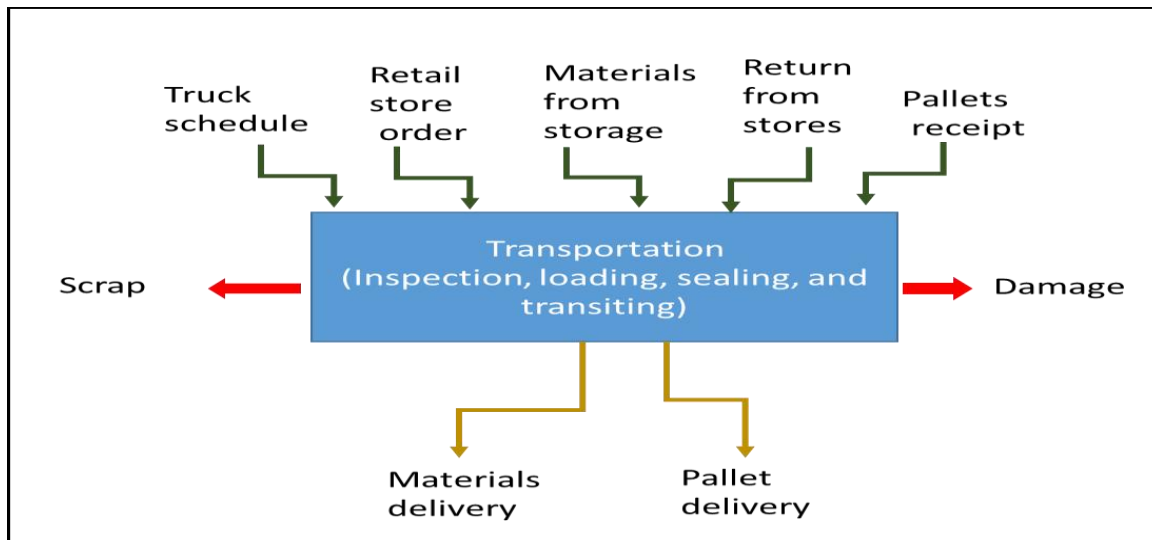 Truck
schedule
Retail
store
order
Materials
from
storage
Return
from
stores
Pallets
receipt
Transportation
(Inspection, loading, sealing, and
transiting)
Scrap
Damage
Materials
delivery
Pallet
delivery